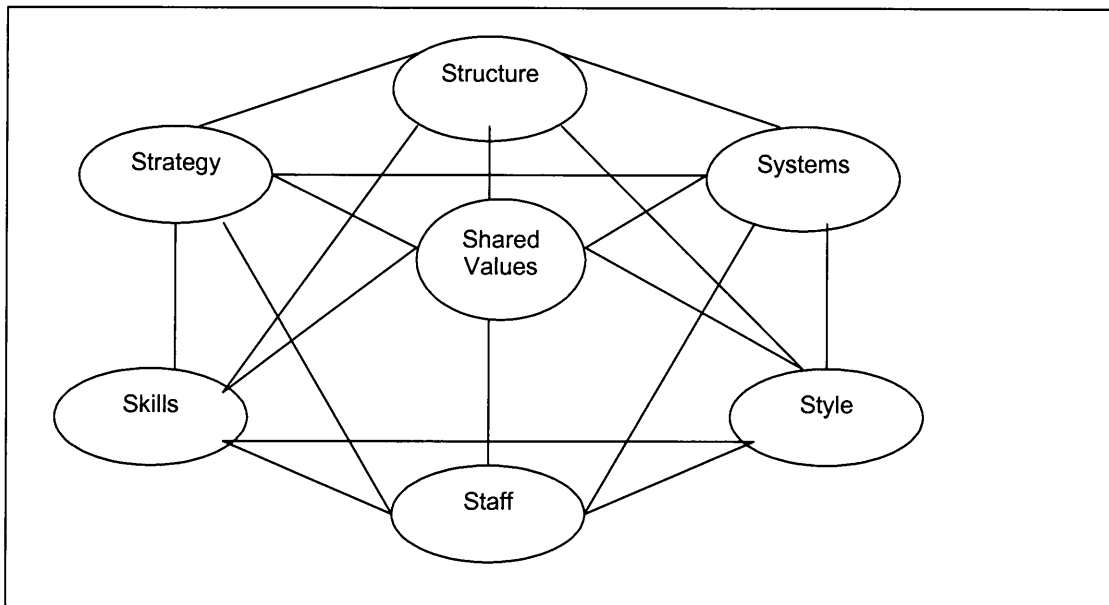 Structure
Strategy
Systems
Shared
Values
Skills
Style
Staff